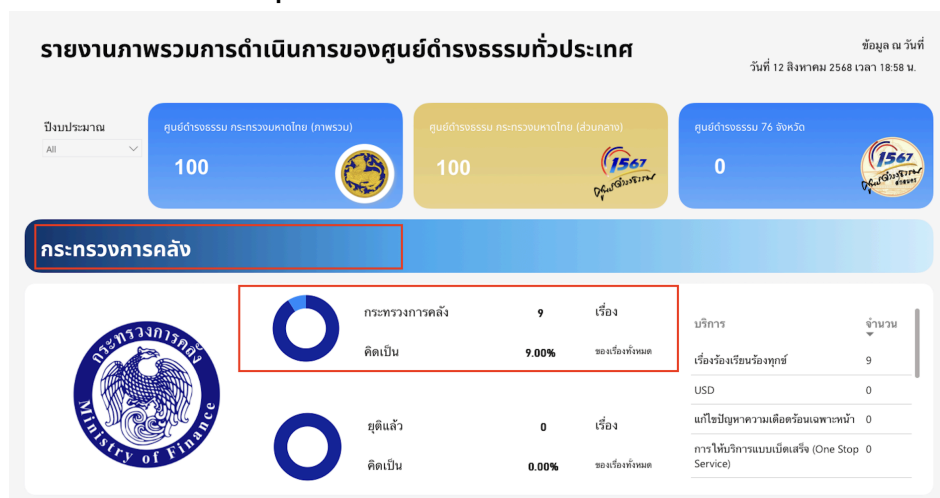 รายงานภาพรวมการดำเนินการของศูนย์ดำรงธรรมทั่วประเทศ
ข้อมูล ณ วันที่
วันที่ 12 สิงหาคม 2568 เวลา 18:58 น.
ปีงบประมาณ
All
ศูนย์ดำรงธรรม กระทรวงมหาดไทย (ภาพรวม)
100
ศูนย์ดำรงธรรม กระทรวงมหาดไทย (ส่วนกลาง)
100
1567
ศูนย์ดำรงธรรม 76 จังหวัด
0
1567
กระทรวงการคลัง
กระทรวงการคลัง
Ministry of Finance
กระทรวงการคลัง 9 เรื่อง
คิดเป็น 9.00% ของเรื่องทั้งหมด
ยุติแล้ว 0 เรื่อง
คิดเป็น 0.00% ของเรื่องทั้งหมด
บริการ จำนวน
เรื่องร้องเรียนร้องทุกข์ 9
USD 0
แก้ไขปัญหาความเดือดร้อนเฉพาะหน้า 0
การให้บริการแบบเบ็ดเสร็จ (One Stop 0
Service)